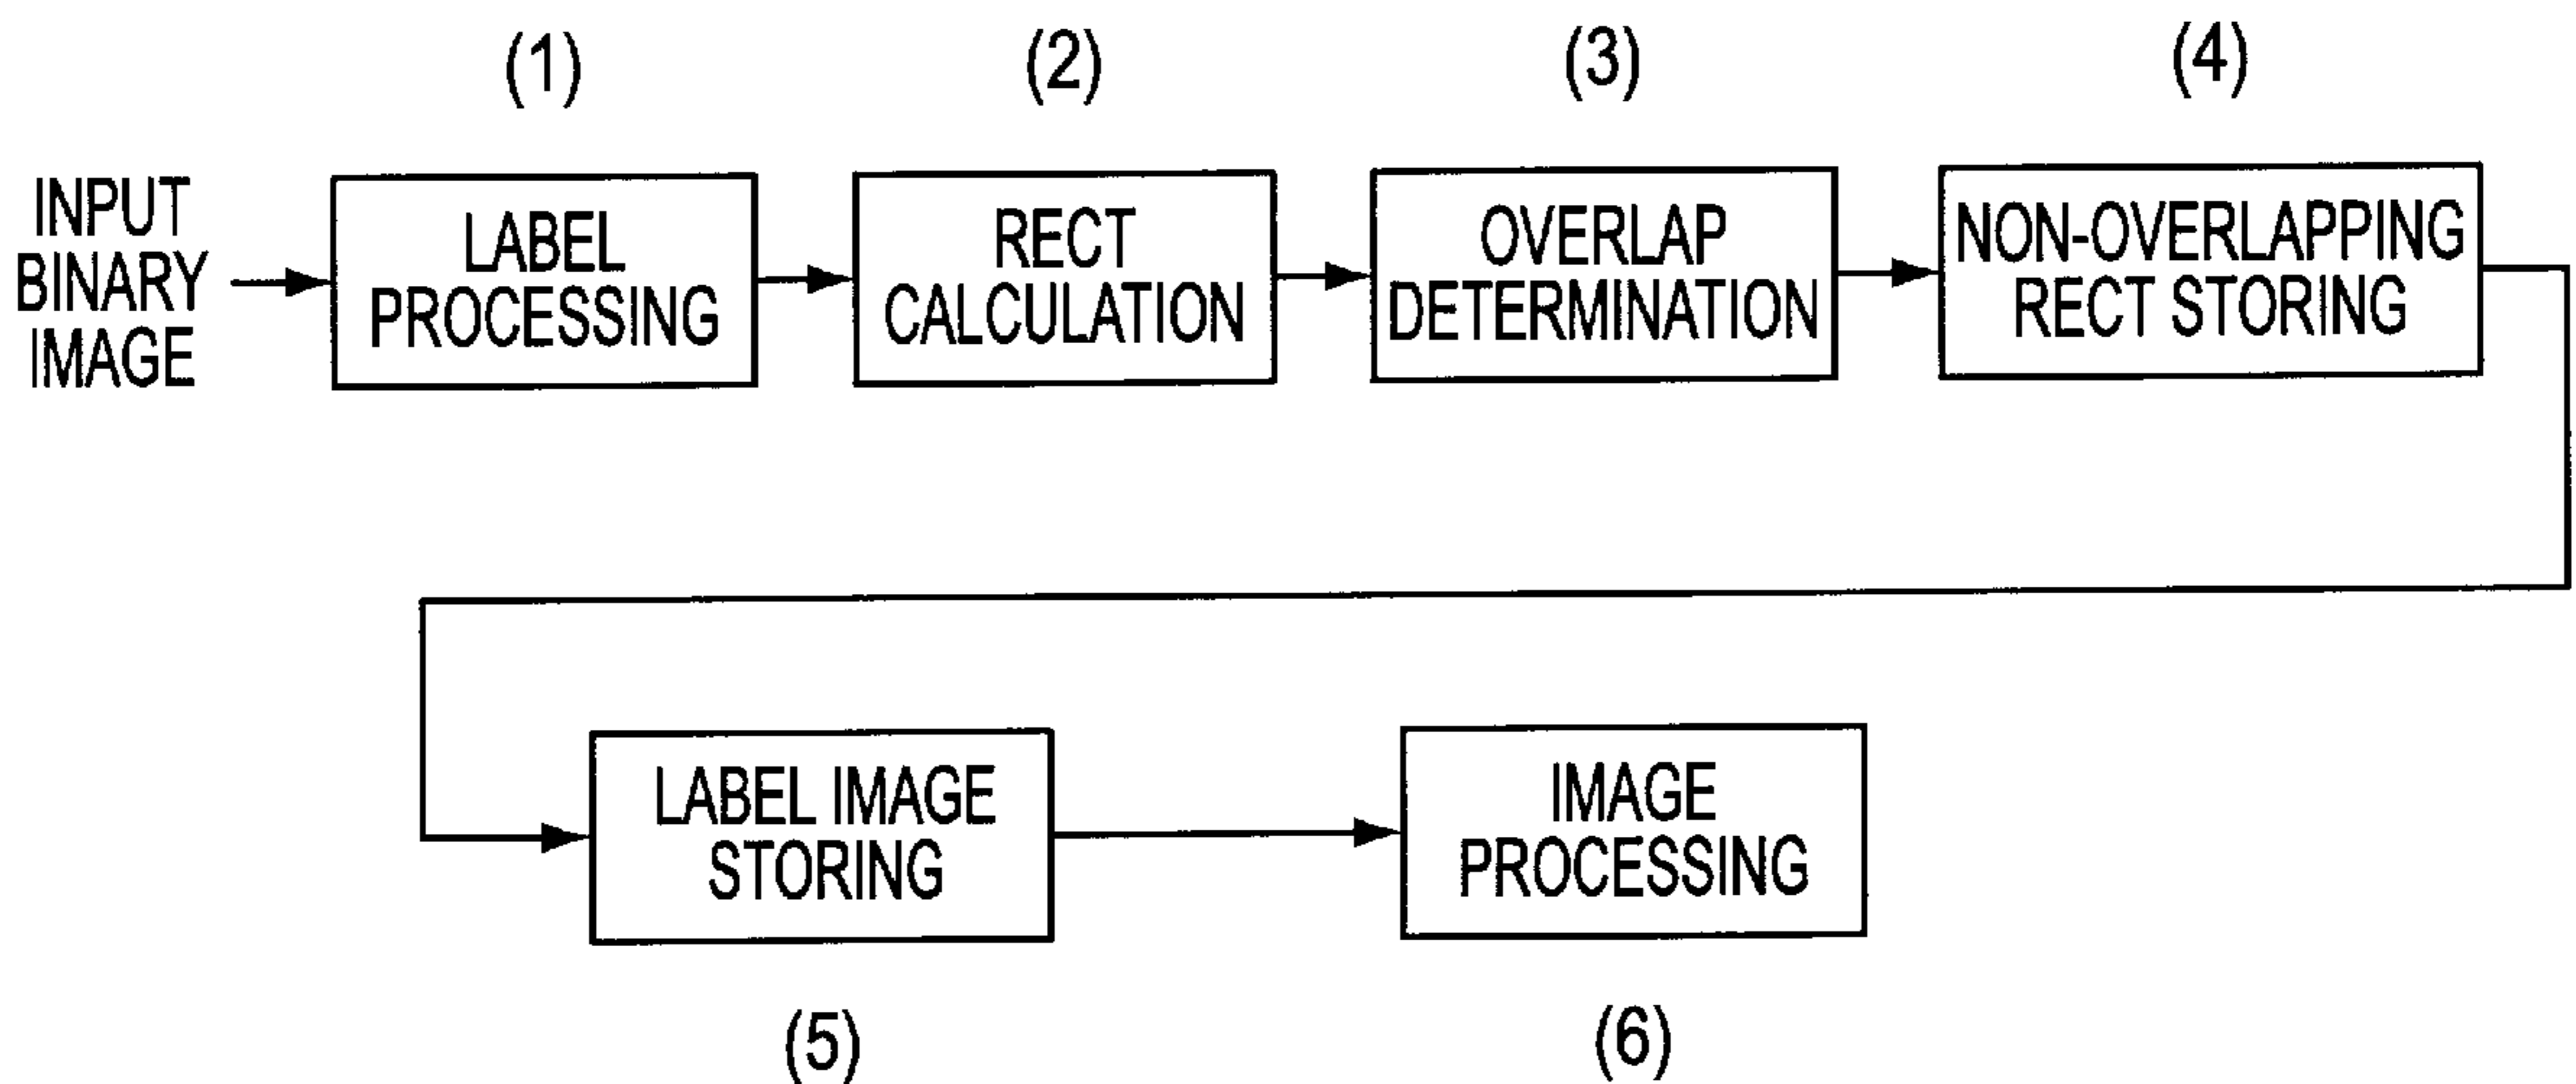 (1)
(2)
(3)
(4)
INPUT
BINARY
IMAGE
LABEL
PROCESSING
RECT
CALCULATION
OVERLAP
DETERMINATION
NON-OVERLAPPING
RECT STORING
LABEL IMAGE
STORING
IMAGE
PROCESSING
(5)
(6)